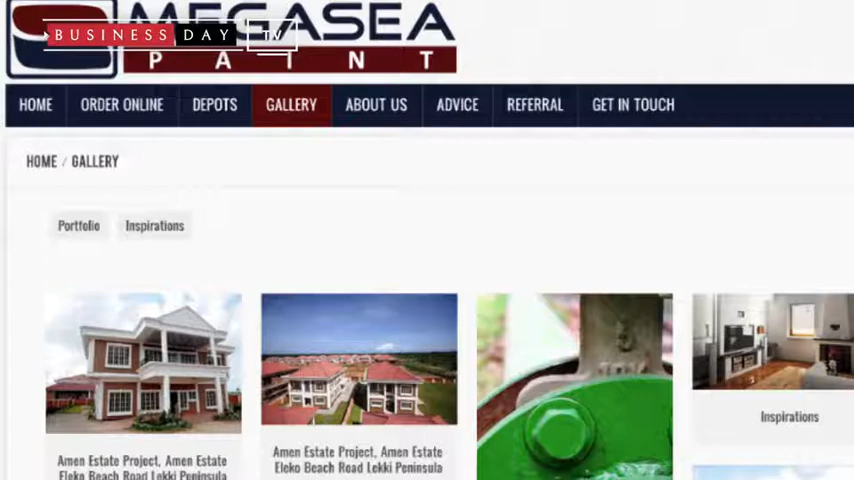 MEGASEA
BUSINESS DAY TV
PAINT
HOME ORDER ONLINE DEPOTS GALLERY ABOUT US ADVICE REFERRAL GET IN TOUCH
HOME / GALLERY
Portfolio Inspirations
Inspirations
Amen Estate Project, Amen Estate
Eleko Beach Road Lekki Peninsula
Amen Estate Project, Amen Estate
Eleko Beach Road Lekki Peninsula